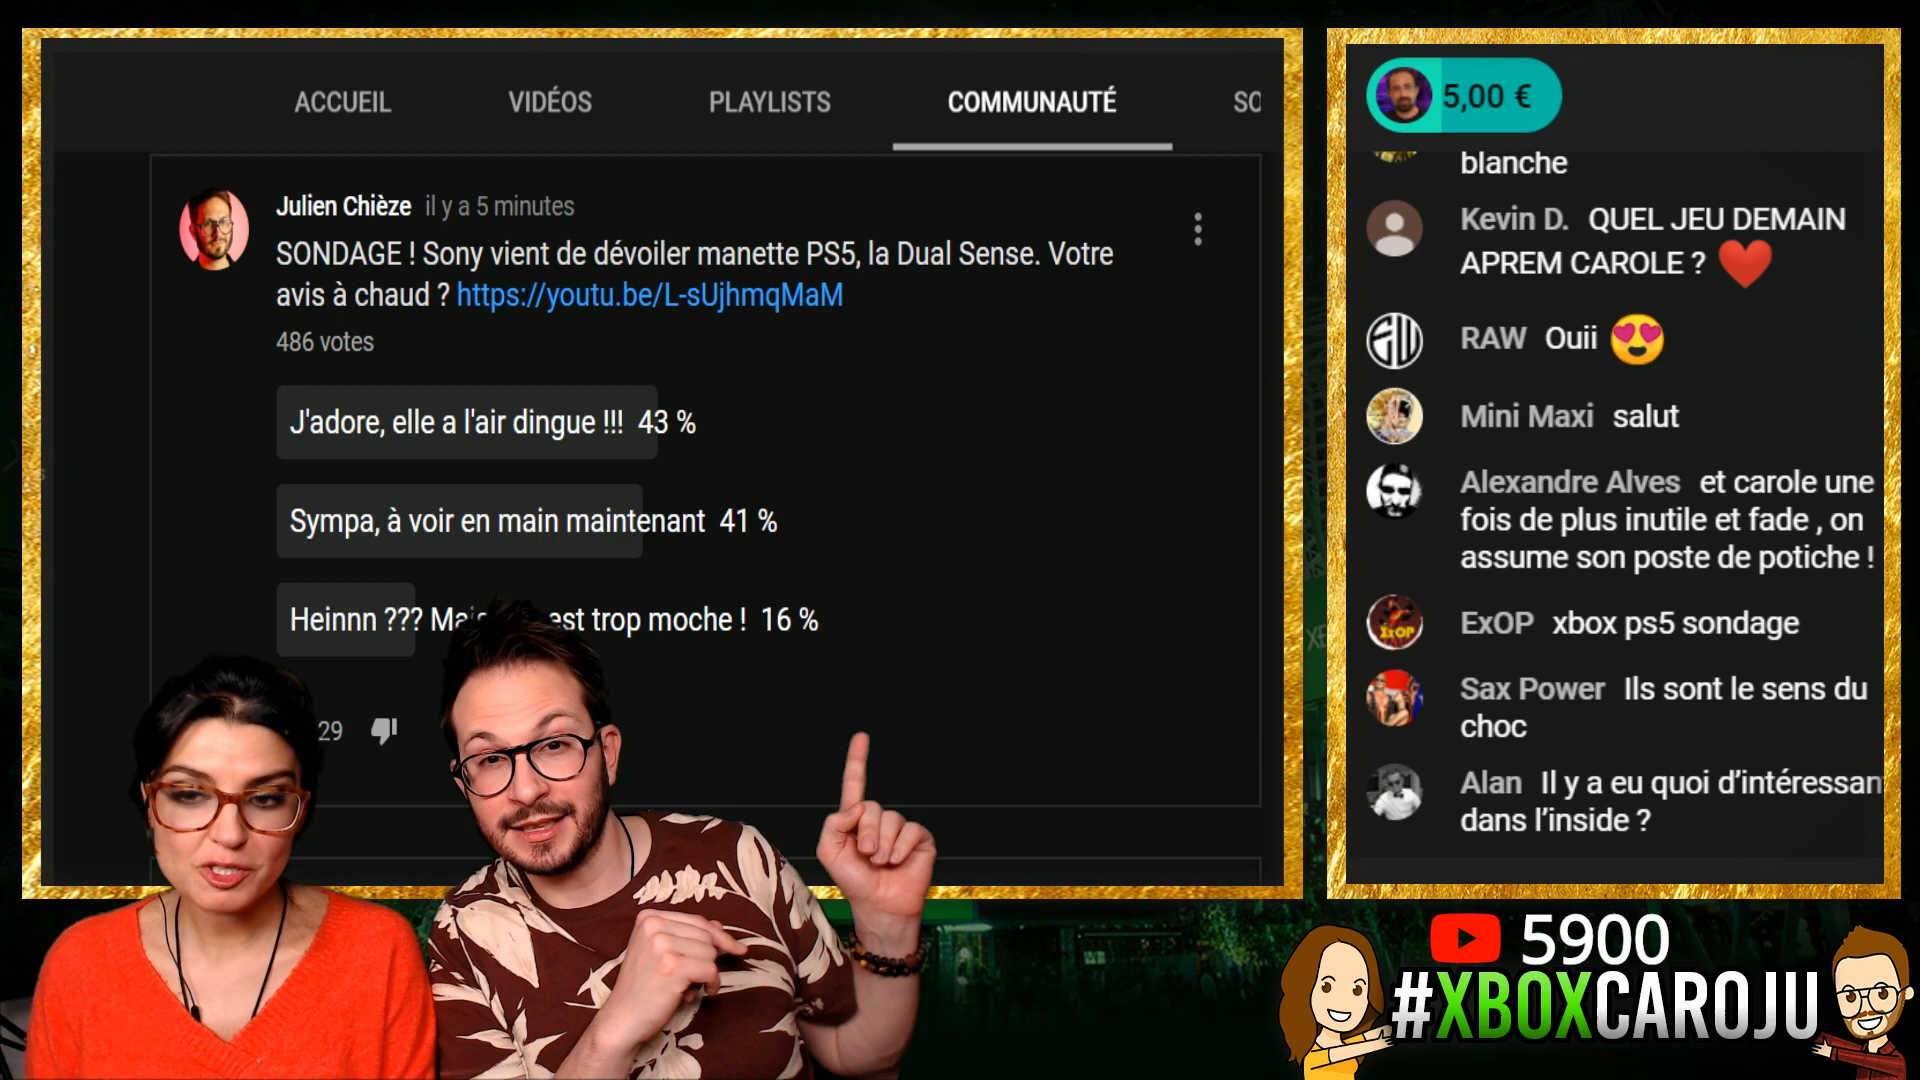 ACCUEIL
VIDÉOS
PLAYLISTS
COMMUNAUTÉ
SO
Julien Chièze il y a 5 minutes
SONDAGE ! Sony vient de dévoiler manette PS5, la Dual Sense. Votre
avis à chaud ? https://youtu.be/L-sUjhmqMaM
486 votes
J'adore, elle a l'air dingue !!! 43 %
Sympa, à voir en main maintenant 41 %
Heinnn ??? est trop moche ! 16 %
29
5,00 €
blanche
Kevin D. QUEL JEU DEMAIN
APREM CAROLE ? ❤️
RAW Ouii 😍
Mini Maxi salut
Alexandre Alves et carole une
fois de plus inutile et fade , on
assume son poste de potiche !
ExOP
ExOP xbox ps5 sondage
Sax Power Ils sont le sens du
choc
Alan Il y a eu quoi d’intéressan
dans l’inside ?
5900
#XBOXCAROJU